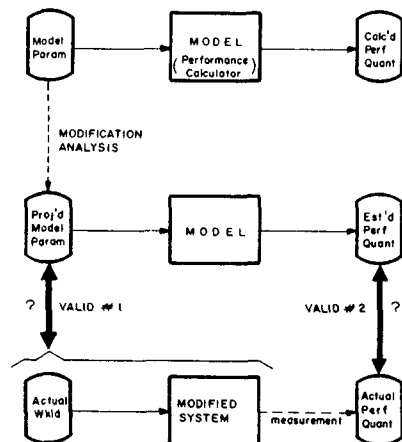 Model
Param
MODEL
(Performance
Calculator)
Calc'd
Perf
Quant
MODIFICATION
ANALYSIS
Proj'd
Model
Param
MODEL
Est'd
Perf
Quant
? VALID # 1
VALID # 2 ?
Actual
Wkld
MODIFIED
SYSTEM
measurement
Actual
Perf
Quant